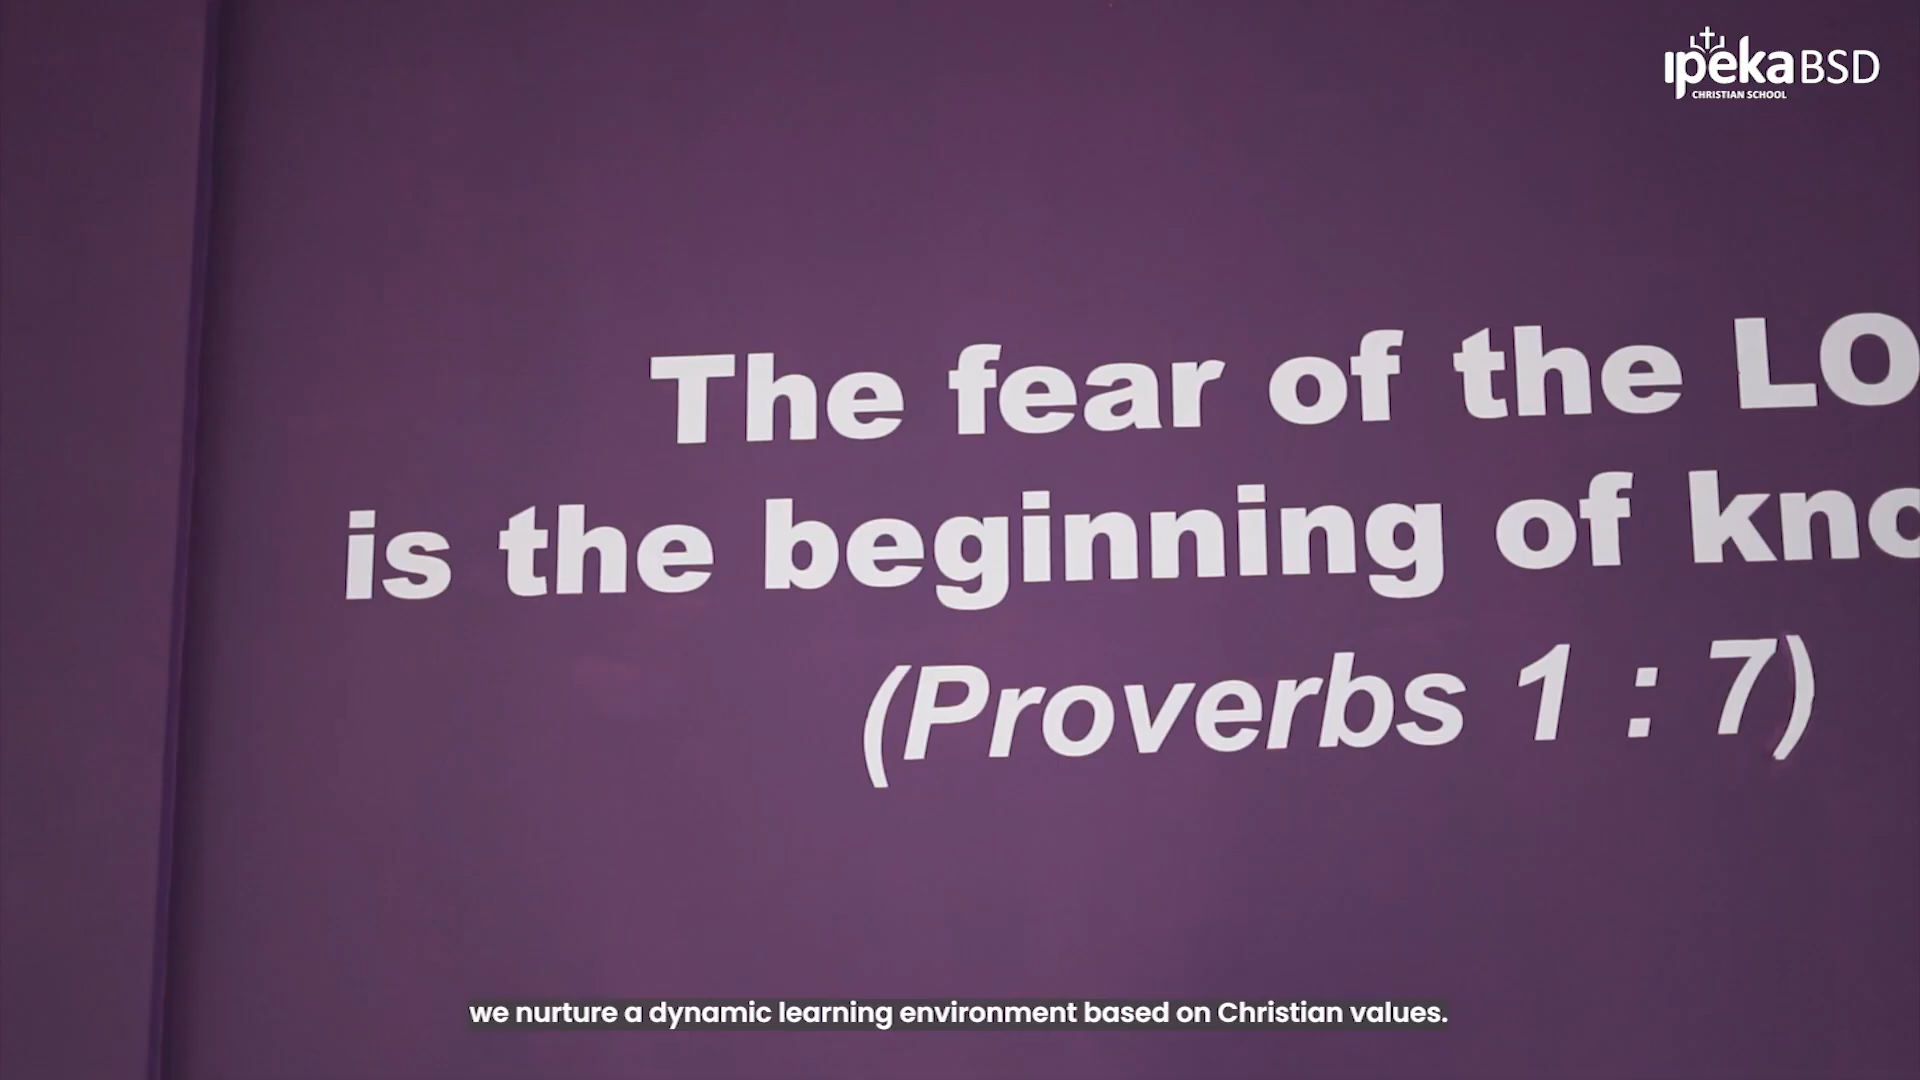 ipeka BSD
CHRISTIAN SCHOOL
The fear of the LO
is the beginning of kno
(Proverbs 1 : 7)
we nurture a dynamic learning environment based on Christian values.